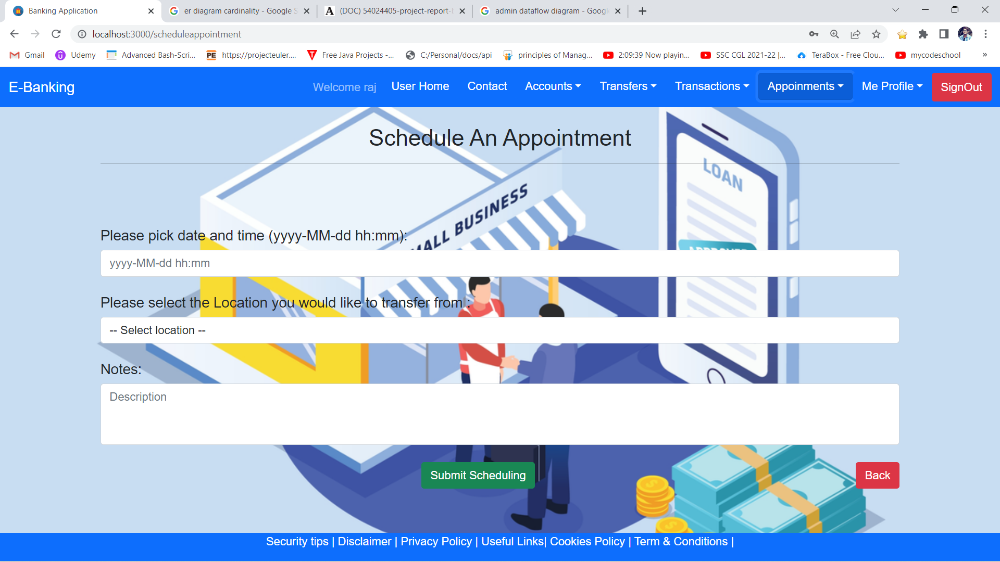 Banking Application
er diagram cardinality - Google S
(DOC) 54024405-project-report-b
admin dataflow diagram - Google
localhost:3000/scheduleappointment
Gmail
Udemy
Advanced Bash-Scri...
PE https://projecteuler....
Free Java Projects -...
C:/Personal/docs/api
principles of Manag...
2:09:39 Now playin...
SSC CGL 2021-22 |...
TeraBox - Free Clou...
mycodeschool
»
E-Banking
Welcome raj
User Home
Contact
Accounts
Transfers
Transactions
Appoinments
Me Profile
SignOut
Schedule An Appointment
LOAN
MALL BUSINESS
Please pick date and time (yyyy-MM-dd hh:mm):
yyyy-MM-dd hh:mm
Please select the Location you would like to transfer from :
-- Select location --
Notes:
Description
Submit Scheduling
Back
Security tips | Disclaimer | Privacy Policy | Useful Links| Cookies Policy | Term & Conditions |